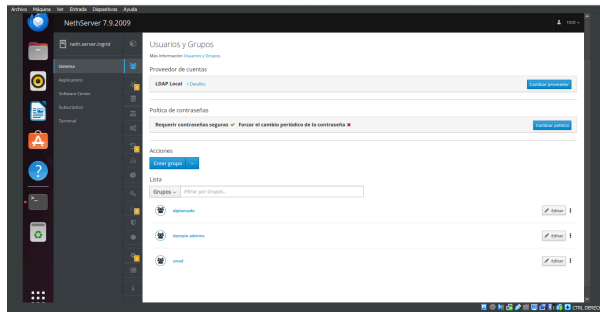 Archivo Máquina Ver Entrada Dispositivos Ayuda
NethServer 7.9.2009
root
neth.server.ingrid
Sistema
Applications
Software Center
Subscription
Terminal
Usuarios y Grupos
Más información Usuarios y Grupos
Proveedor de cuentas
LDAP Local
Detalles
Cambiar proveedor
Política de contraseñas
Requerir contraseñas seguras ✔ Forzar el cambio periódico de la contraseña ✖
Cambiar política
Acciones
Crear grupo
Lista
Grupos
Filtrar por Grupos...
diplomado
Editar
domain admins
Editar
unad
Editar
CTRL DERECHO